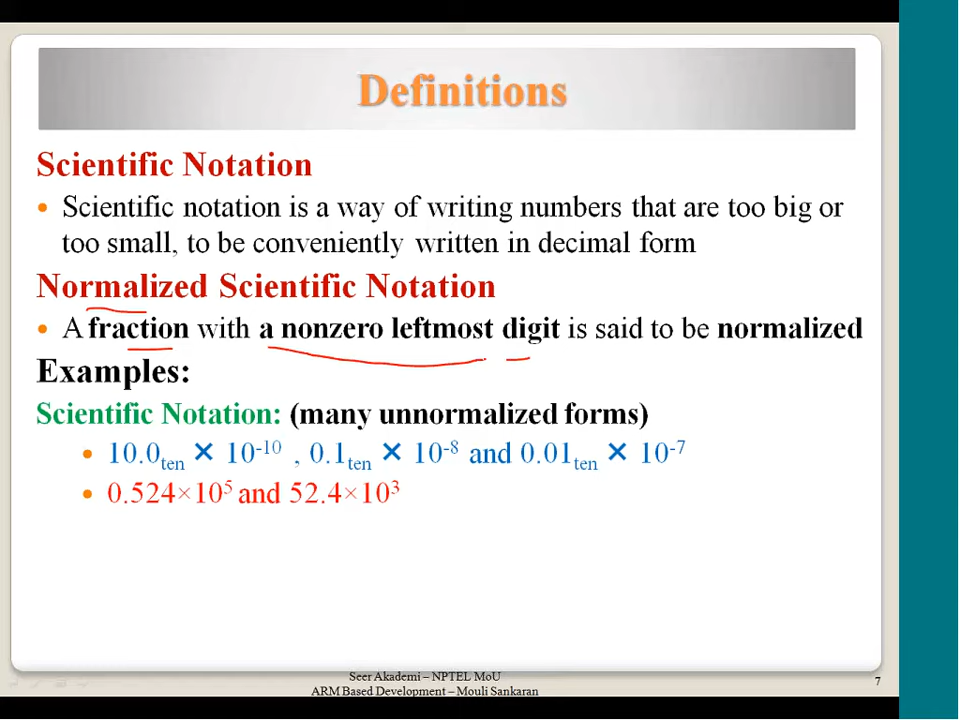 Definitions
Scientific Notation
• Scientific notation is a way of writing numbers that are too big or
too small, to be conveniently written in decimal form
Normalized Scientific Notation
• A fraction with a nonzero leftmost digit is said to be normalized
Examples:
Scientific Notation: (many unnormalized forms)
• 10.0ten × 10⁻¹⁰ , 0.1ten × 10⁻⁸ and 0.01ten × 10⁻⁷
• 0.524×10⁵ and 52.4×10³
Seer Akademi – NPTEL MoU
ARM Based Development – Mouli Sankaran
7